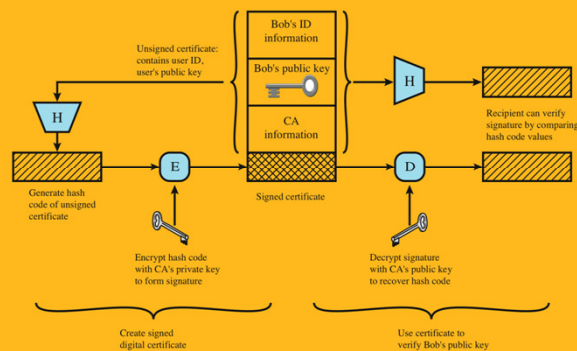 Bob's ID
information
Unsigned certificate:
contains user ID,
user's public key
Bob's public key
CA
information
H
H
Recipient can verify
signature by comparing
hash code values
E
D
Generate hash
code of unsigned
certificate
Signed certificate
Encrypt hash code
with CA's private key
to form signature
Decrypt signature
with CA's public key
to recover hash code
Create signed
digital certificate
Use certificate to
verify Bob's public key